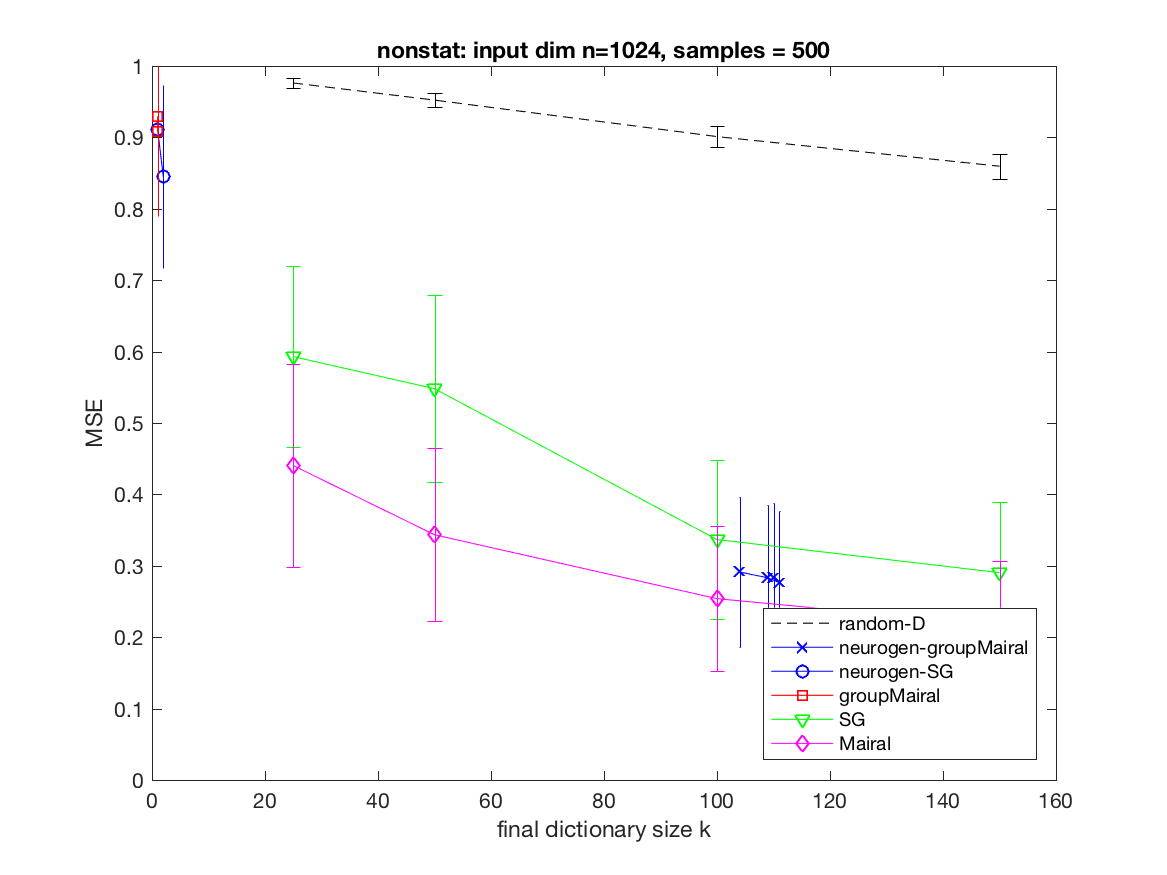 nonstat: input dim n=1024, samples = 500
1
0.9
0.8
0.7
0.6
0.5
0.4
0.3
0.2
0.1
0
MSE
random-D
neurogen-groupMairal
neurogen-SG
groupMairal
SG
Mairal
0 20 40 60 80 100 120 140 160
final dictionary size k